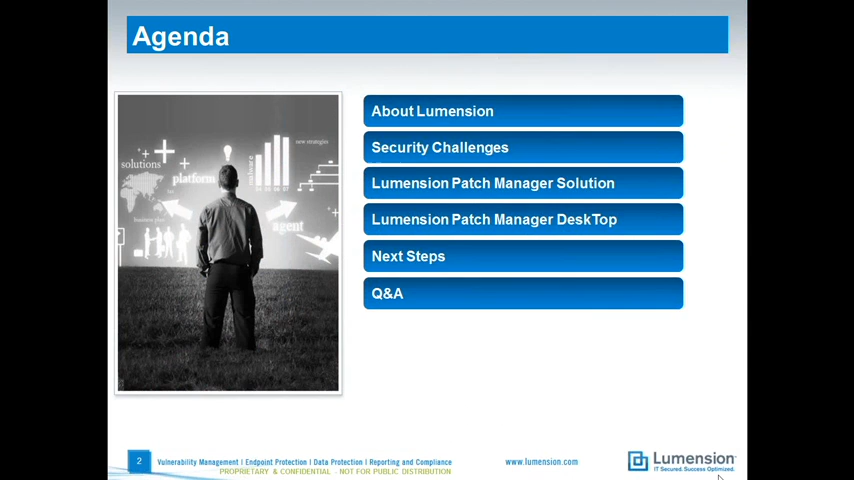 Agenda
About Lumension
Security Challenges
Lumension Patch Manager Solution
Lumension Patch Manager DeskTop
Next Steps
Q&A
new strategies
solutions
platform
business plan
agent
2
Vulnerability Management | Endpoint Protection | Data Protection | Reporting and Compliance
PROPRIETARY & CONFIDENTIAL - NOT FOR PUBLIC DISTRIBUTION
www.lumension.com
Lumension
IT Secured. Success Optimized.